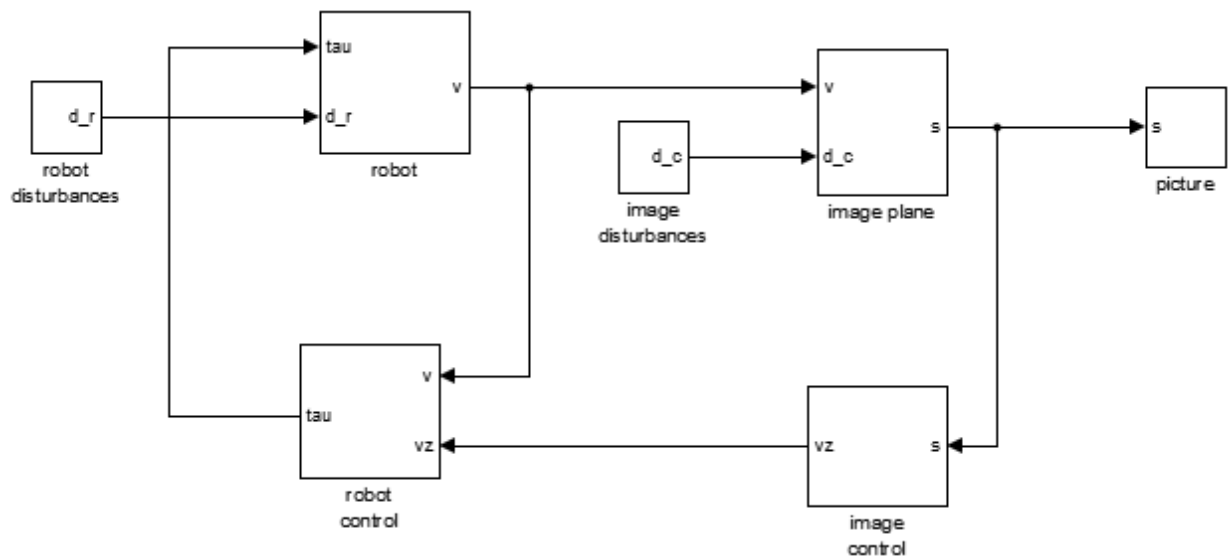 tau
d_r
v
robot
d_r
robot
disturbances
v
d_c
s
image plane
d_c
image
disturbances
s
picture
v
tau
vz
robot
control
vz
s
image
control